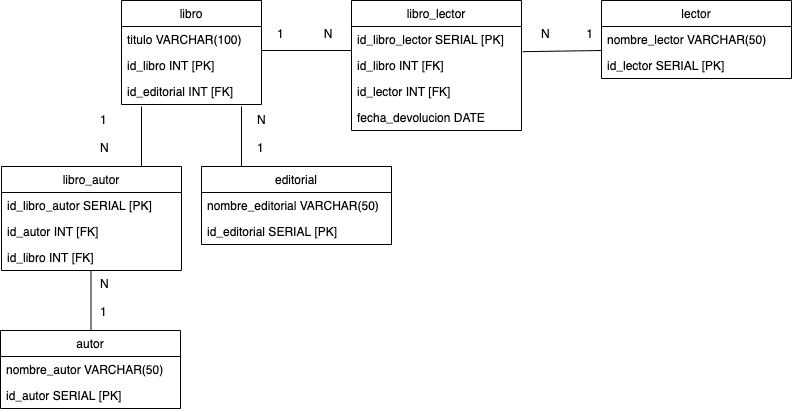 libro
titulo VARCHAR(100)
id_libro INT [PK]
id_editorial INT [FK]
1
N
libro_lector
id_libro_lector SERIAL [PK]
id_libro INT [FK]
id_lector INT [FK]
fecha_devolucion DATE
N
1
lector
nombre_lector VARCHAR(50)
id_lector SERIAL [PK]
1
N
N
1
libro_autor
id_libro_autor SERIAL [PK]
id_autor INT [FK]
id_libro INT [FK]
editorial
nombre_editorial VARCHAR(50)
id_editorial SERIAL [PK]
N
1
autor
nombre_autor VARCHAR(50)
id_autor SERIAL [PK]